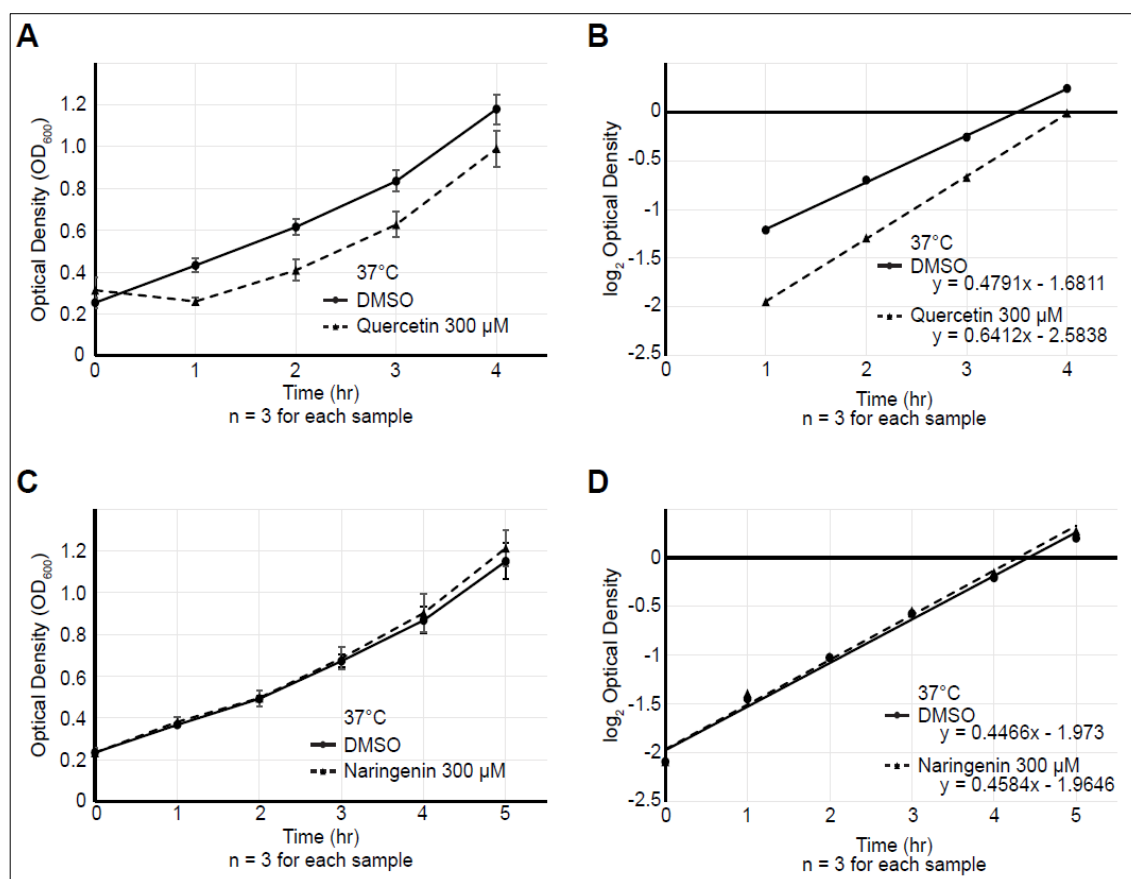 A
Optical Density (OD600)
1.2
1.0
0.8
0.6
0.4
0.2
0
37°C
DMSO
Quercetin 300 µM
0 1 2 3 4
Time (hr)
n = 3 for each sample
B
log2 Optical Density
0
-0.5
-1
-1.5
-2
-2.5
37°C
DMSO
y = 0.4791x - 1.6811
Quercetin 300 µM
y = 0.6412x - 2.5838
1 2 3 4
Time (hr)
n = 3 for each sample
C
Optical Density (OD600)
1.2
1.0
0.8
0.6
0.4
0.2
0
37°C
DMSO
Naringenin 300 µM
0 1 2 3 4 5
Time (hr)
n = 3 for each sample
D
log2 Optical Density
0
-0.5
-1
-1.5
-2
-2.5
37°C
DMSO
y = 0.4466x - 1.973
Naringenin 300 µM
y = 0.4584x - 1.9646
0 1 2 3 4 5
Time (hr)
n = 3 for each sample